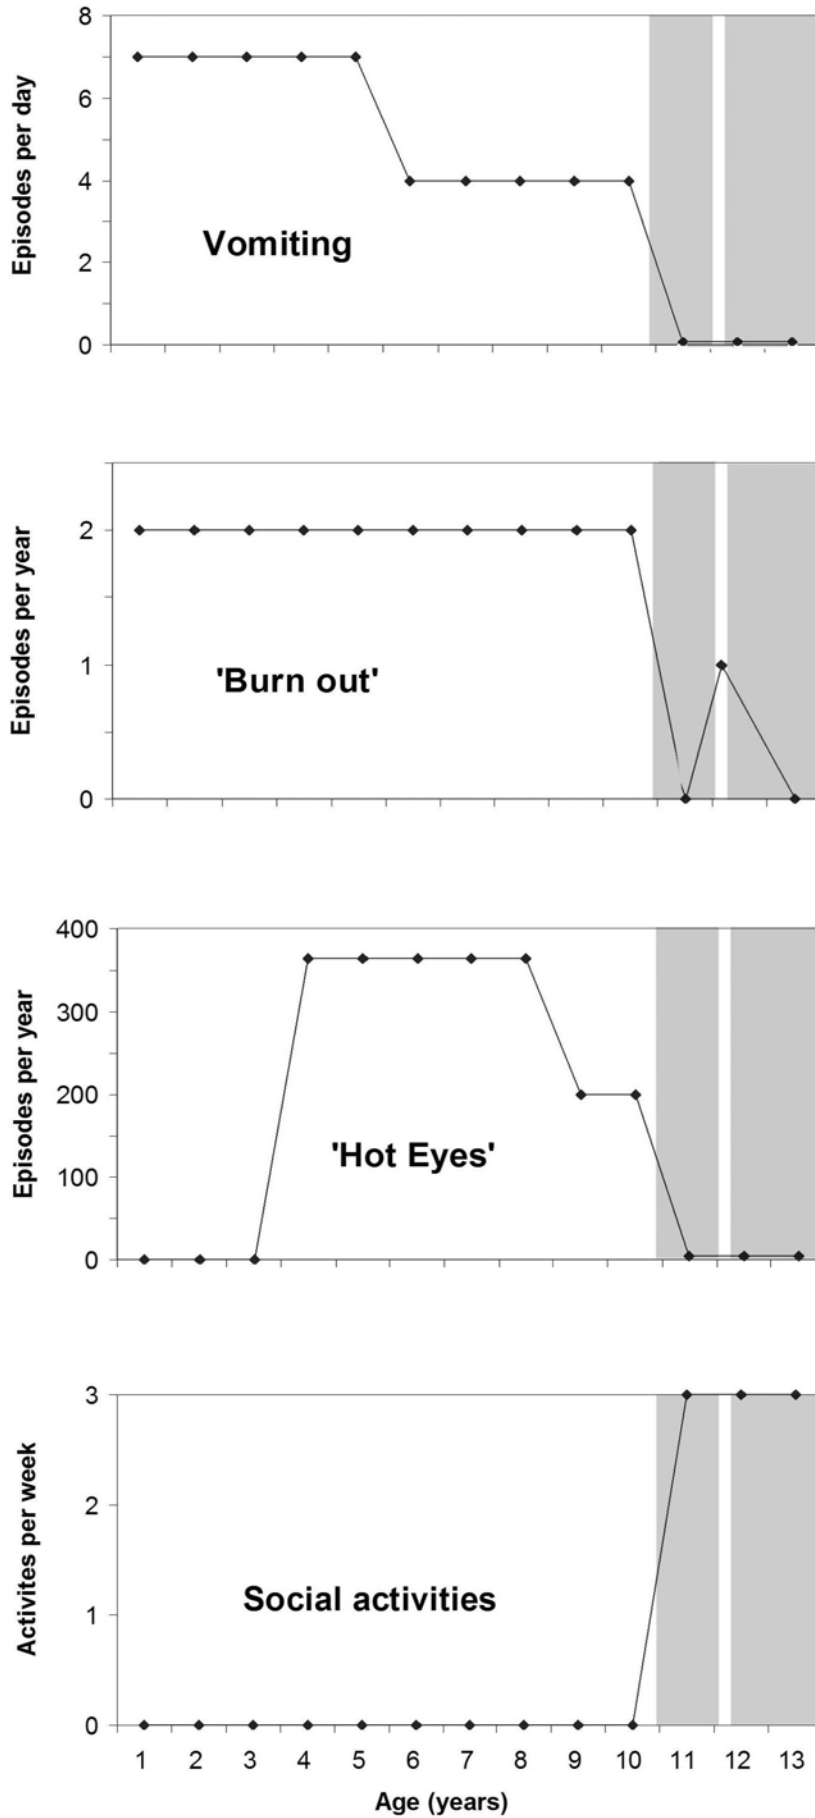 8
6
4
2
0
Episodes per day
Vomiting
2
1
0
Episodes per year
'Burn out'
400
300
200
100
0
Episodes per year
'Hot Eyes'
3
2
1
0
Activites per week
Social activities
1 2 3 4 5 6 7 8 9 10 11 12 13
Age (years)